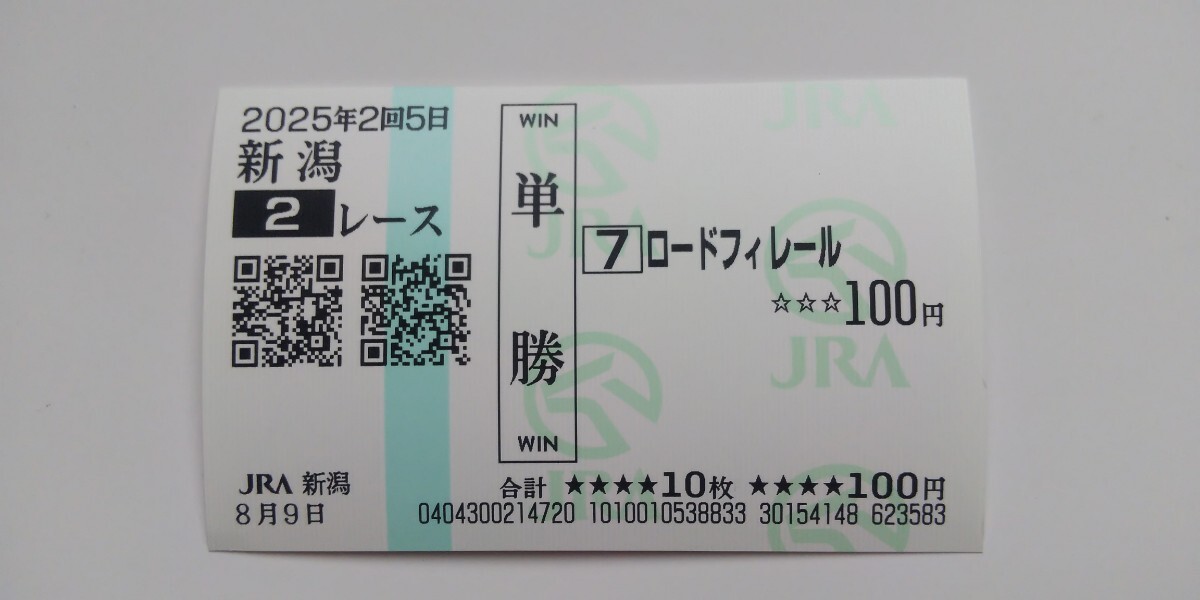 2025年2回5日
新潟
2レース
WIN
単勝
WIN
7 ロードフィレール
☆☆☆100円
JRA 新潟
8月9日
合計 ★★★★10枚 ★★★★100円
0404300214720 1010010538833 30154148 623583
JRA
JRA
JRA
JRA